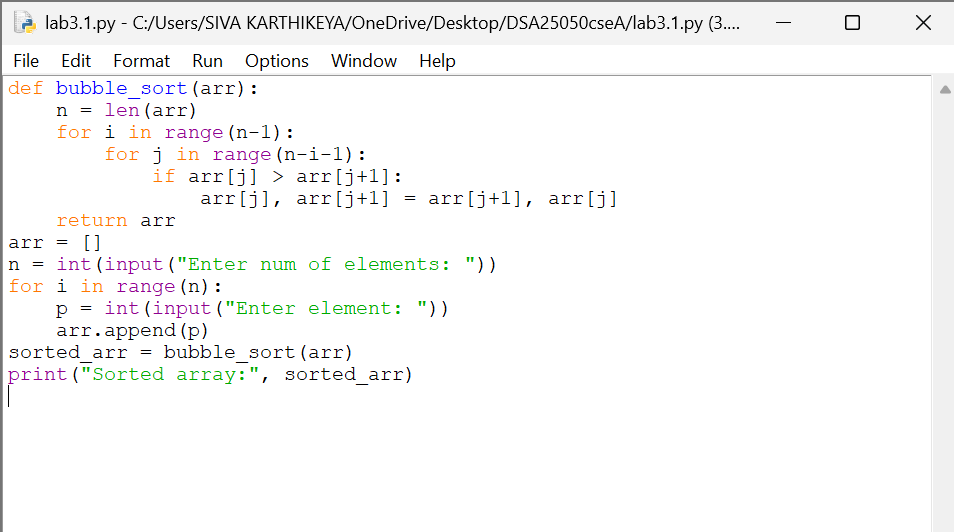 lab3.1.py - C:/Users/SIVA KARTHIKEYA/OneDrive/Desktop/DSA25050cseA/lab3.1.py (3....
File Edit Format Run Options Window Help
def bubble_sort(arr):
    n = len(arr)
    for i in range(n-1):
        for j in range(n-i-1):
            if arr[j] > arr[j+1]:
                arr[j], arr[j+1] = arr[j+1], arr[j]
    return arr
arr = []
n = int(input("Enter num of elements: "))
for i in range(n):
    p = int(input("Enter element: "))
    arr.append(p)
sorted_arr = bubble_sort(arr)
print("Sorted array:", sorted_arr)